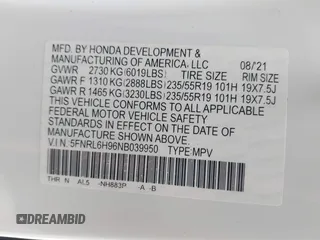 MFD. BY HONDA DEVELOPMENT &
MANUFACTURING OF AMERICA, LLC 08/'21
GVWR 2730 KG(6019LBS) TIRE SIZE RIM SIZE
GAWR F 1310 KG(2888LBS) 235/55R19 101H 19X7.5J
GAWR R 1465 KG(3230LBS) 235/55R19 101H 19X7.5J
THIS VEHICLE CONFORMS TO ALL APPLICABLE
FEDERAL MOTOR VEHICLE SAFETY
STANDARDS IN EFFECT ON THE DATE OF
MANUFACTURE SHOWN ABOVE.
V.I.N. 5FNRL6H96NB039950 TYPE:MPV
THR N -NH883P -A -B
DREAMBID